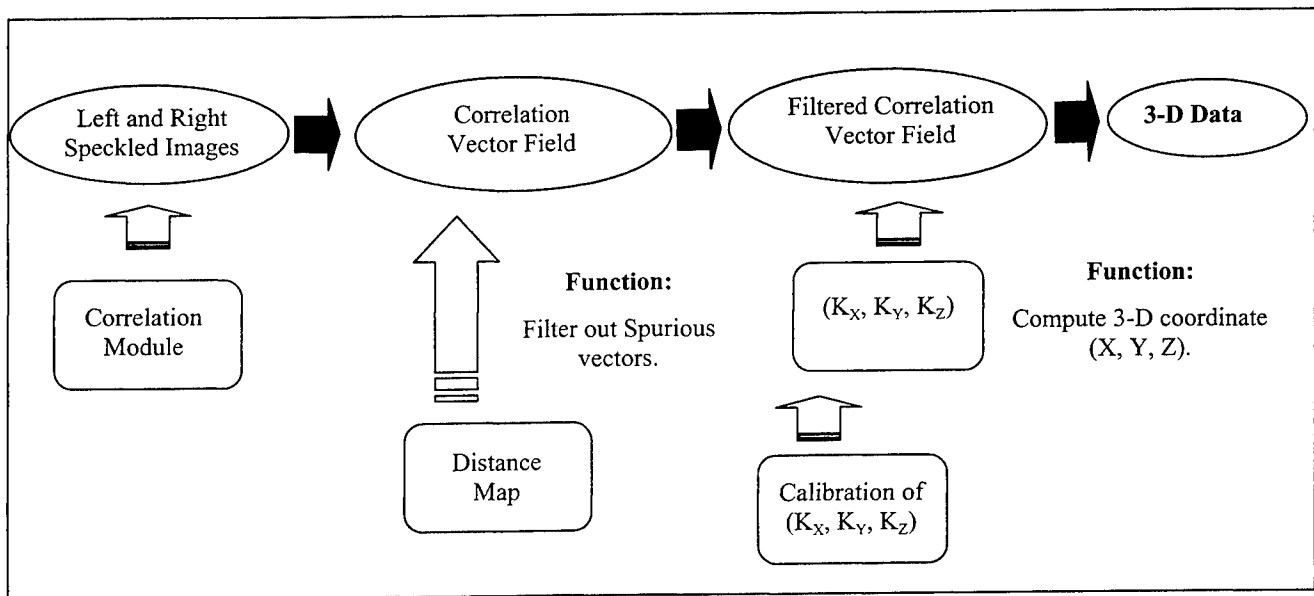 Left and Right
Speckled Images
Correlation
Vector Field
Filtered Correlation
Vector Field
3-D Data
Correlation
Module
Function:
Filter out Spurious
vectors.
(K_X, K_Y, K_Z)
Function:
Compute 3-D coordinate
(X, Y, Z).
Distance
Map
Calibration of
(K_X, K_Y, K_Z)